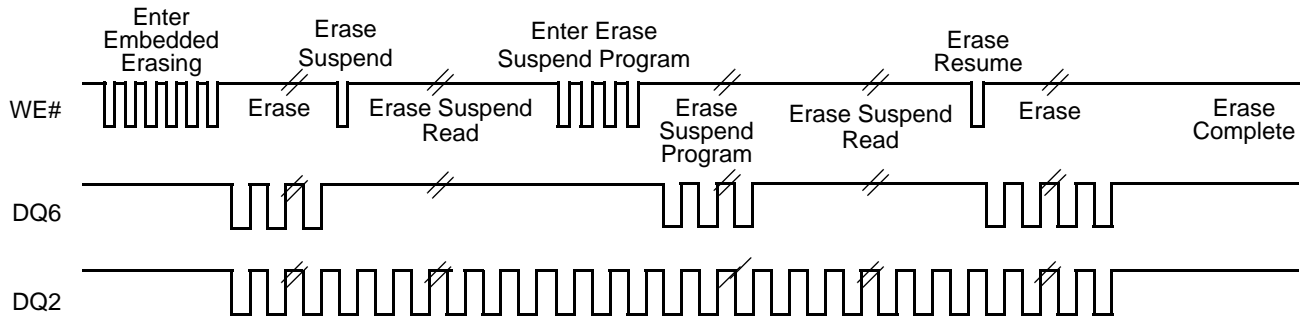 Enter
Embedded
Erasing
Erase
Suspend
Enter Erase
Suspend Program
Erase
Resume
WE#
Erase
Erase Suspend
Read
Erase
Suspend
Program
Erase Suspend
Read
Erase
Erase
Complete
DQ6
DQ2